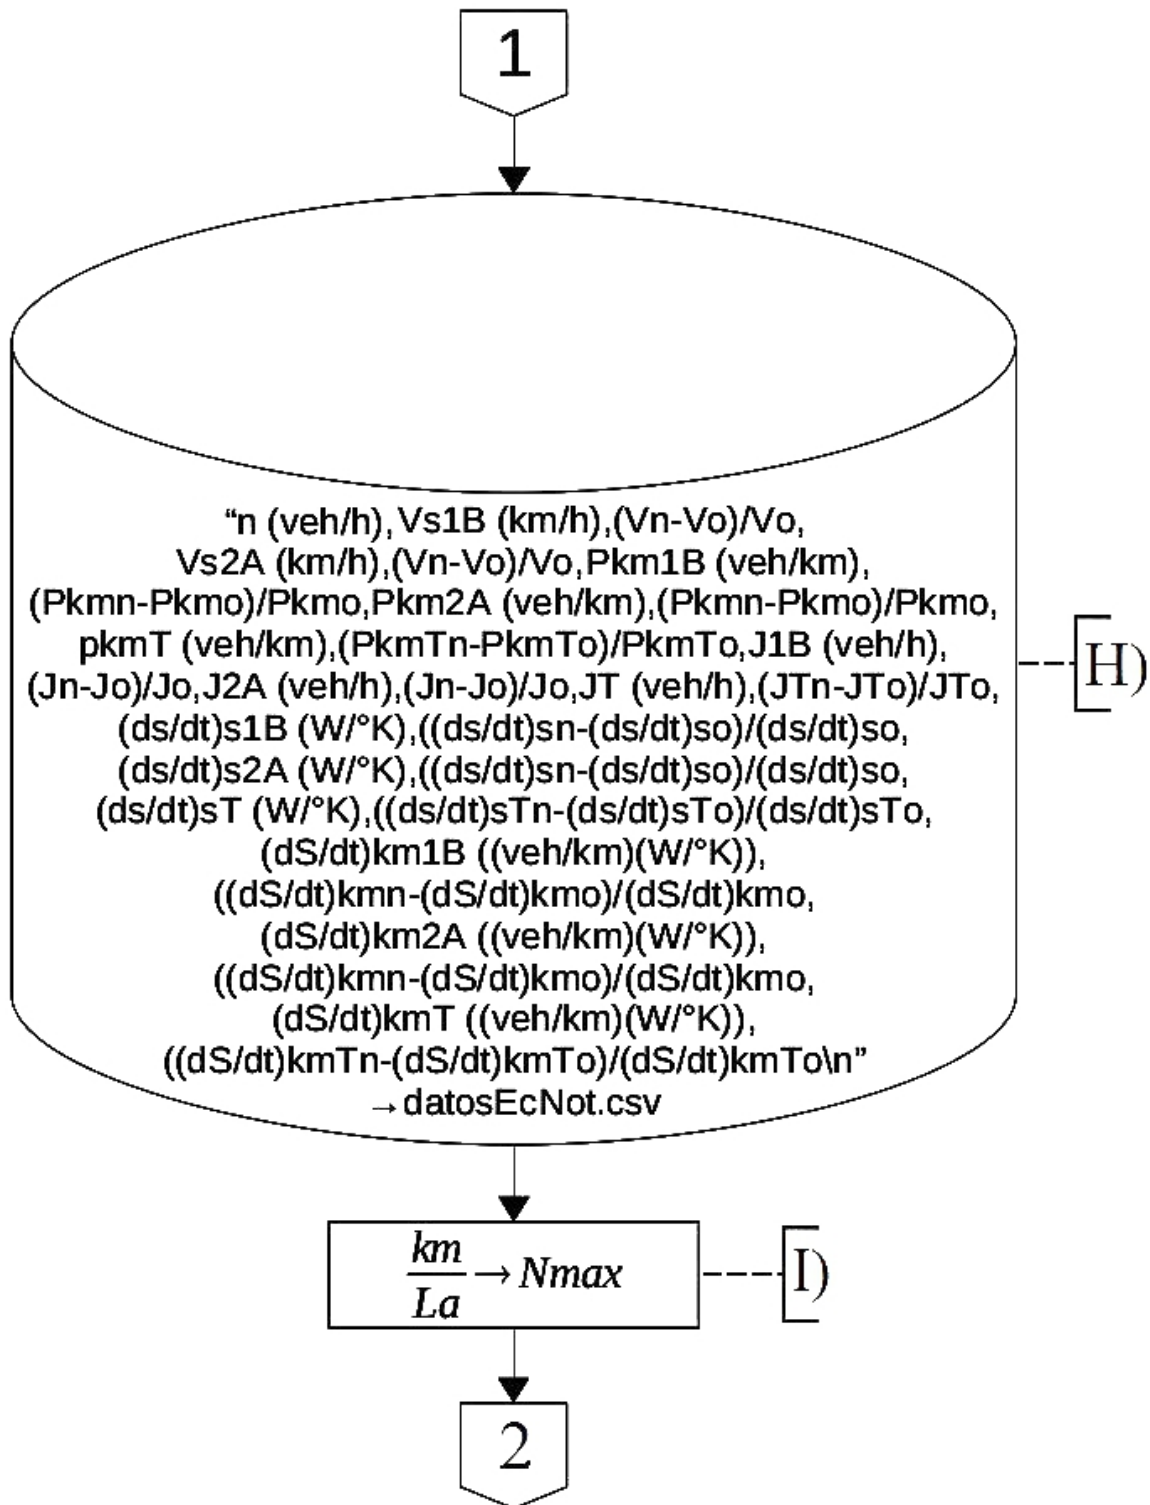 1
“n (veh/h),Vs1B (km/h),(Vn-Vo)/Vo,
Vs2A (km/h),(Vn-Vo)/Vo,Pkm1B (veh/km),
(Pkmn-Pkmo)/Pkmo,Pkm2A (veh/km),(Pkmn-Pkmo)/Pkmo,
pkmT (veh/km),(PkmTn-PkmTo)/PkmTo,J1B (veh/h),
(Jn-Jo)/Jo,J2A (veh/h),(Jn-Jo)/Jo,JT (veh/h),(JTn-JTo)/JTo,
(ds/dt)s1B (W/°K),((ds/dt)sn-(ds/dt)so)/(ds/dt)so,
(ds/dt)s2A (W/°K),((ds/dt)sn-(ds/dt)so)/(ds/dt)so,
(ds/dt)sT (W/°K),((ds/dt)sTn-(ds/dt)sTo)/(ds/dt)sTo,
(dS/dt)km1B ((veh/km)(W/°K)),
((dS/dt)kmn-(dS/dt)kmo)/(dS/dt)kmo,
(dS/dt)km2A ((veh/km)(W/°K)),
((dS/dt)kmn-(dS/dt)kmo)/(dS/dt)kmo,
(dS/dt)kmT ((veh/km)(W/°K)),
((dS/dt)kmTn-(dS/dt)kmTo)/(dS/dt)kmTo\n”
→datosEcNot.csv
H)
km
→Nmax
La
I)
2